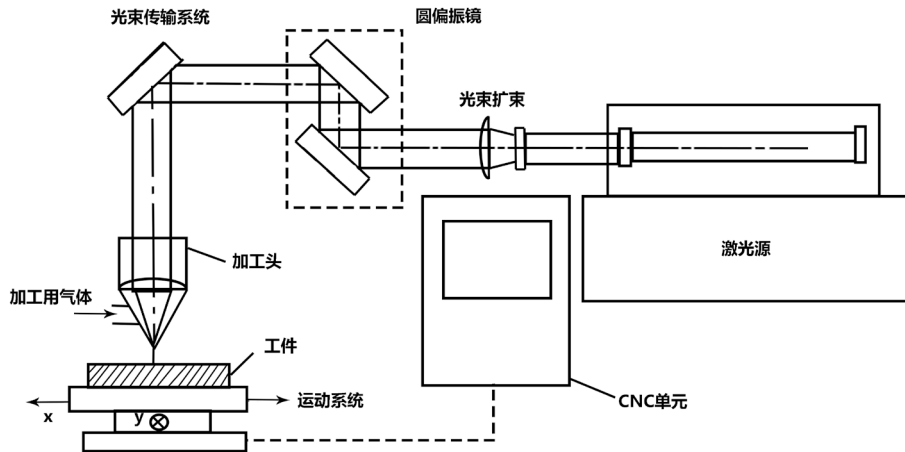 光束传输系统
圆偏振镜
光束扩束
激光源
加工头
加工用气体
工件
运动系统
x
y
CNC单元